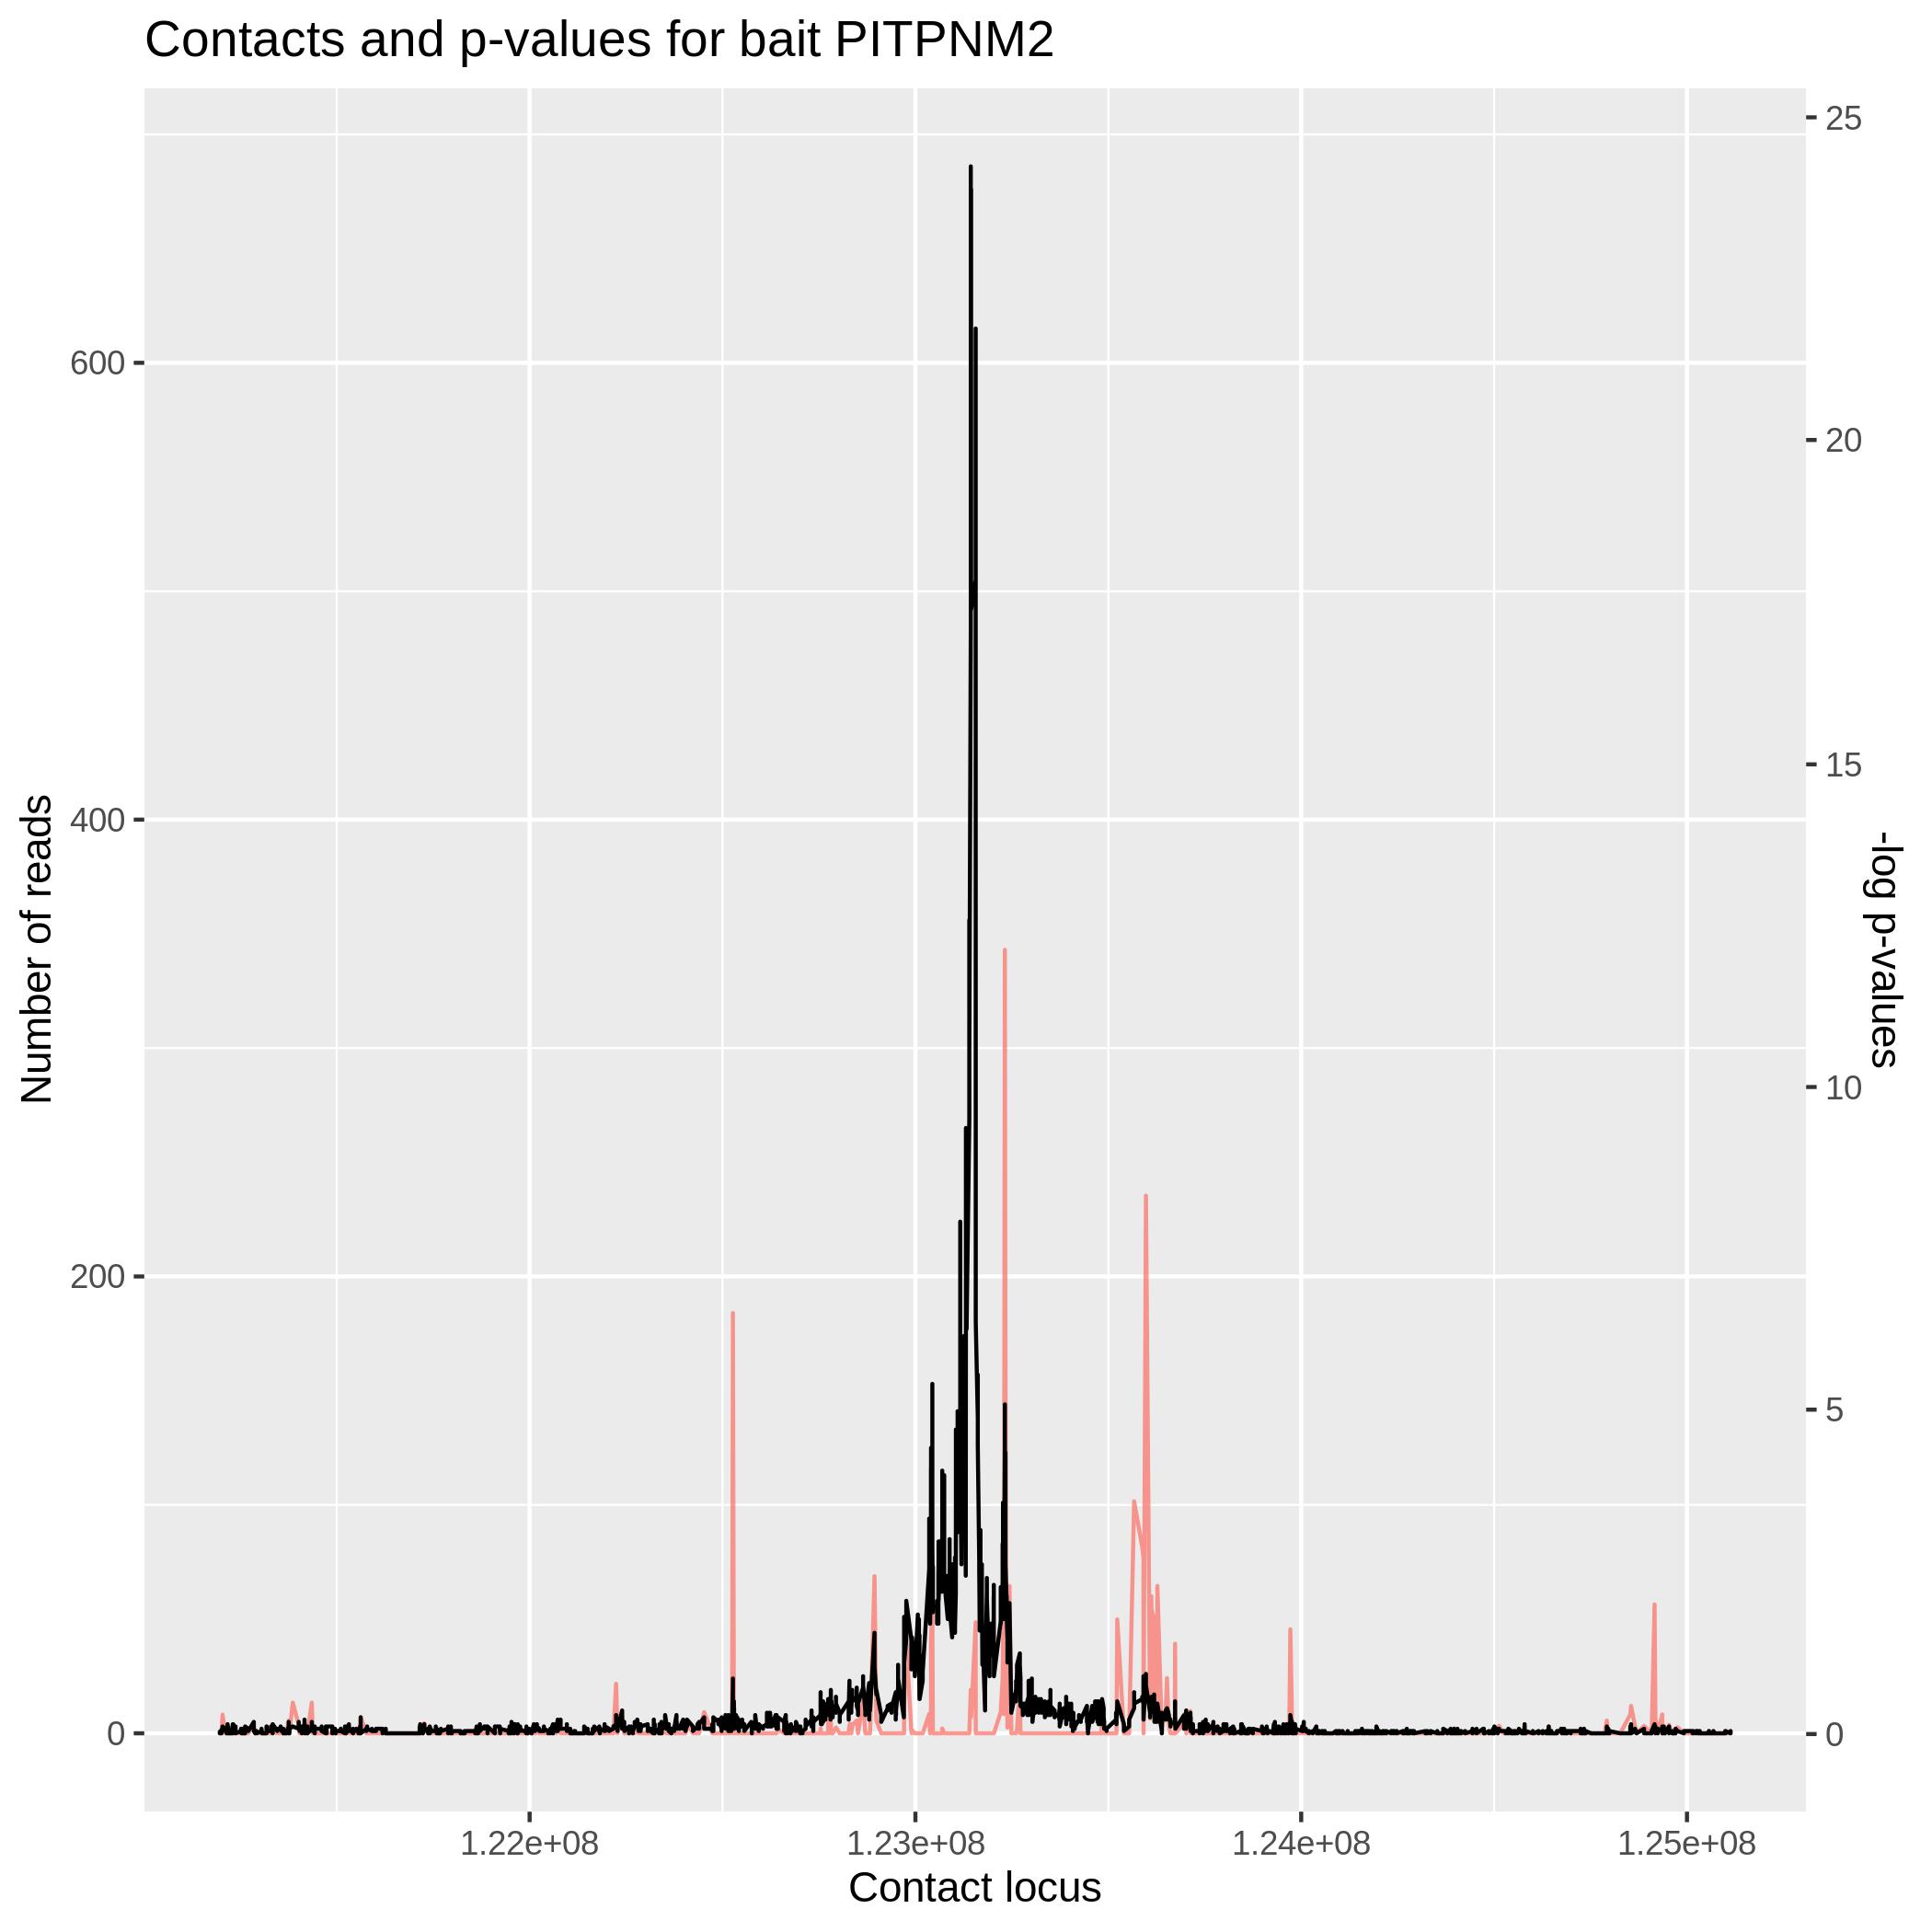 Contacts and p-values for bait PITPNM2
Number of reads
600
400
200
0
25
20
15
10
5
0
-log p-values
1.22e+08
1.23e+08
1.24e+08
1.25e+08
Contact locus